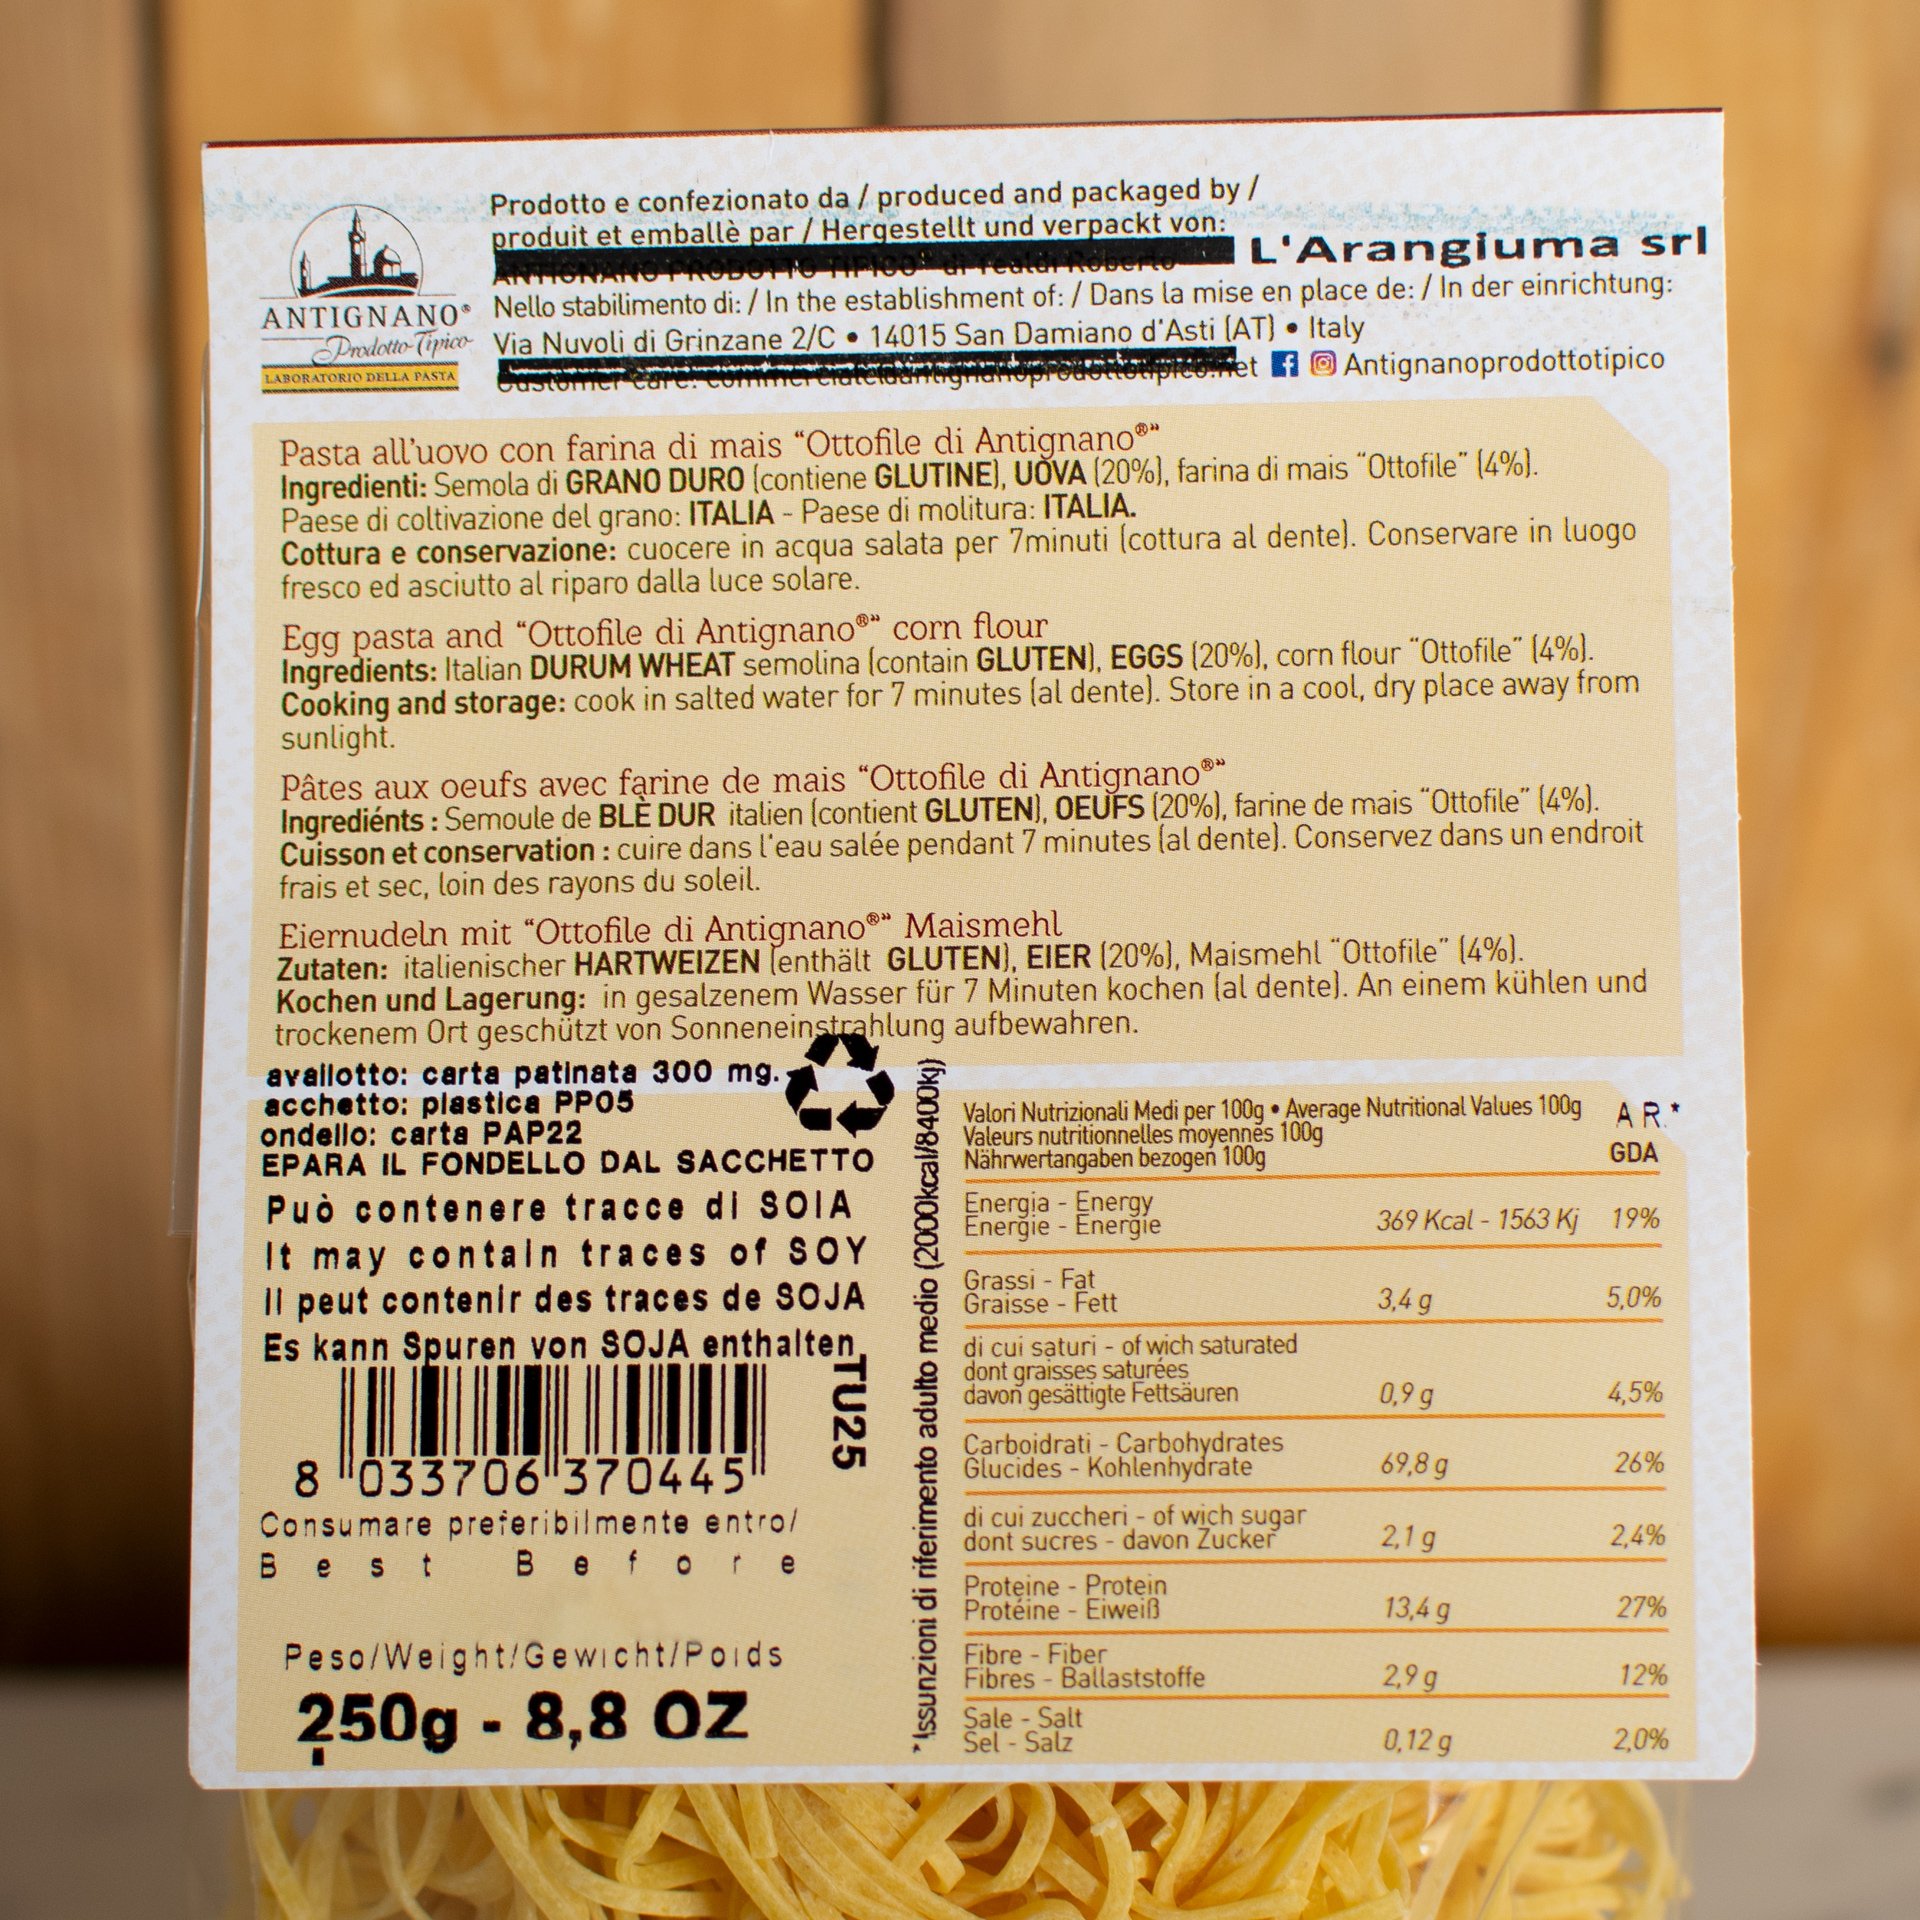 Prodotto e confezionato da / produced and packaged by /
produit et emballè par / Hergestellt und verpackt von:
ANTIGNANO PRODOTTO TIPICO" di Tealdi Roberto
L'Arangiuma srl
Nello stabilimento di: / In the establishment of: / Dans la mise en place de: / In der einrichtung:
Via Nuvoli di Grinzane 2/C • 14015 San Damiano d'Asti (AT) • Italy
Customer care: commerciale@antignanoprodottotipico.net Antignanoprodottotipico
ANTIGNANO®
Prodotto Tipico
LABORATORIO DELLA PASTA
Pasta all'uovo con farina di mais "Ottofile di Antignano®"
Ingredienti: Semola di GRANO DURO (contiene GLUTINE), UOVA (20%), farina di mais "Ottofile" (4%).
Paese di coltivazione del grano: ITALIA - Paese di molitura: ITALIA.
Cottura e conservazione: cuocere in acqua salata per 7minuti (cottura al dente). Conservare in luogo
fresco ed asciutto al riparo dalla luce solare.
Egg pasta and "Ottofile di Antignano®" corn flour
Ingredients: Italian DURUM WHEAT semolina (contain GLUTEN), EGGS (20%), corn flour "Ottofile" (4%).
Cooking and storage: cook in salted water for 7 minutes (al dente). Store in a cool, dry place away from
sunlight.
Pâtes aux oeufs avec farine de mais "Ottofile di Antignano®"
Ingrediénts : Semoule de BLÈ DUR italien (contient GLUTEN), OEUFS (20%), farine de mais "Ottofile" (4%).
Cuisson et conservation : cuire dans l'eau salée pendant 7 minutes (al dente). Conservez dans un endroit
frais et sec, loin des rayons du soleil.
Eiernudeln mit "Ottofile di Antignano®" Maismehl
Zutaten: italienischer HARTWEIZEN (enthält GLUTEN), EIER (20%), Maismehl "Ottofile" (4%).
Kochen und Lagerung: in gesalzenem Wasser für 7 Minuten kochen (al dente). An einem kühlen und
trockenem Ort geschützt von Sonneneinstrahlung aufbewahren.
avallotto: carta patinata 300 mg.
acchetto: plastica PP05
ondello: carta PAP22
EPARA IL FONDELLO DAL SACCHETTO
Può contenere tracce di SOIA
It may contain traces of SOY
Il peut contenir des traces de SOJA
Es kann Spuren von SOJA enthalten
TU25
8 033706 370445
Consumare preferibilmente entro/
Best Before
Peso/Weight/Gewicht/Poids
250g - 8,8 OZ
*Issunzioni di riferimento adulto medio (2000kcal/8400kj)
Valori Nutrizionali Medi per 100g • Average Nutritional Values 100g A.R.*
Valeurs nutritionnelles moyennes 100g
Nährwertangaben bezogen 100g GDA
Energia - Energy
Energie - Energie 369 Kcal - 1563 Kj 19%
Grassi - Fat
Graisse - Fett 3,4 g 5,0%
di cui saturi - of wich saturated
dont graisses saturées
davon gesättigte Fettsäuren 0,9 g 4,5%
Carboidrati - Carbohydrates
Glucides - Kohlenhydrate 69,8 g 26%
di cui zuccheri - of wich sugar
dont sucres - davon Zucker 2,1 g 2,4%
Proteine - Protein
Protéine - Eiweiß 13,4 g 27%
Fibre - Fiber
Fibres - Ballaststoffe 2,9 g 12%
Sale - Salt
Sel - Salz 0,12 g 2,0%